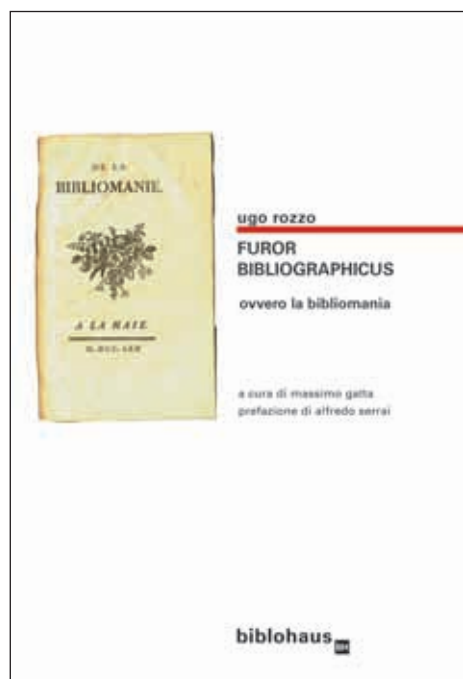 DE LA
BIBLIOMANIE.
A LA HAIE
ugo rozzo
FUROR
BIBLIOGRAPHICUS
ovvero la bibliomania
a cura di massimo gatta
prefazione di alfredo serrai
biblohaus